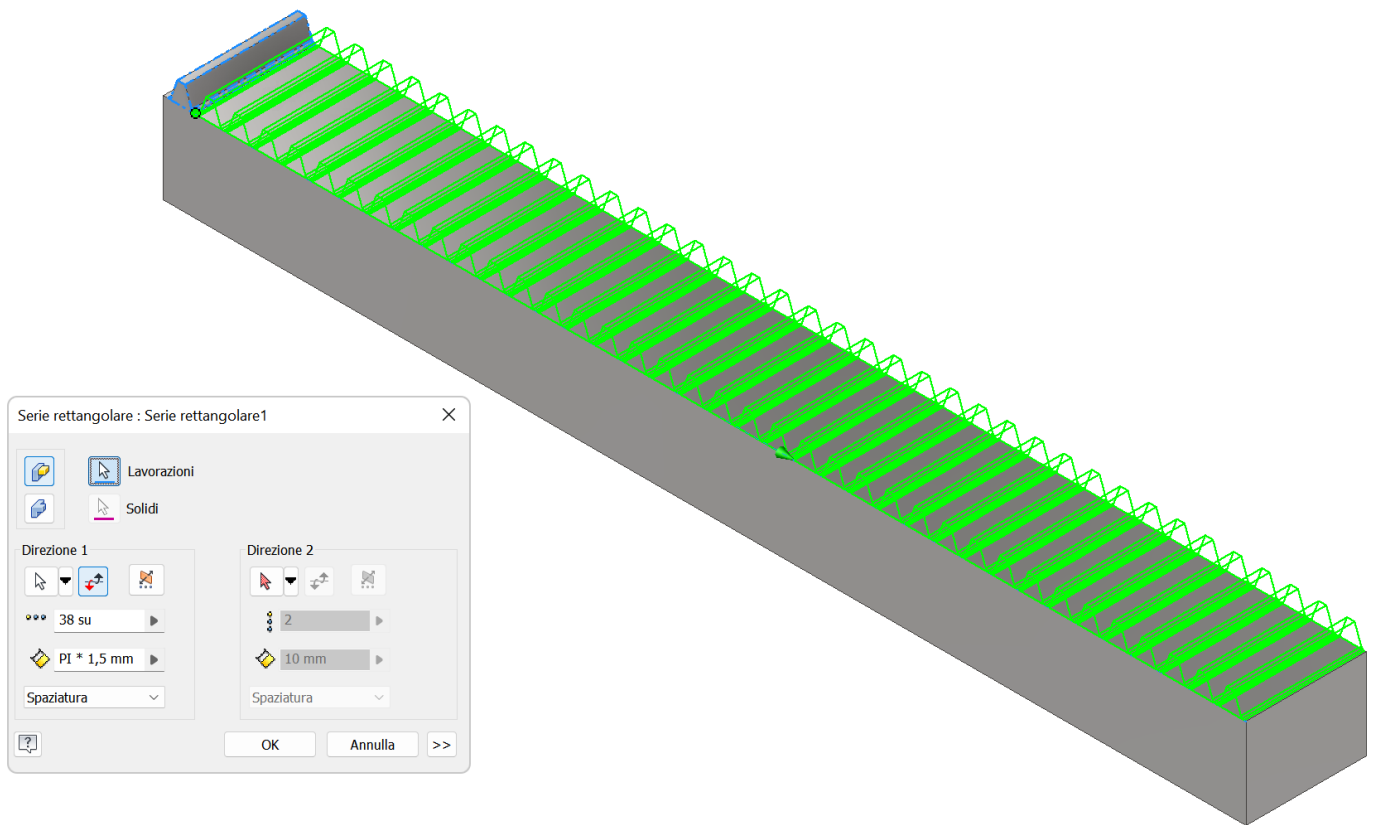 Serie rettangolare : Serie rettangolare1
Lavorazioni
Solidi
Direzione 1
Direzione 2
38 su
2
PI * 1,5 mm
10 mm
Spaziatura
Spaziatura
?
OK
Annulla
>>